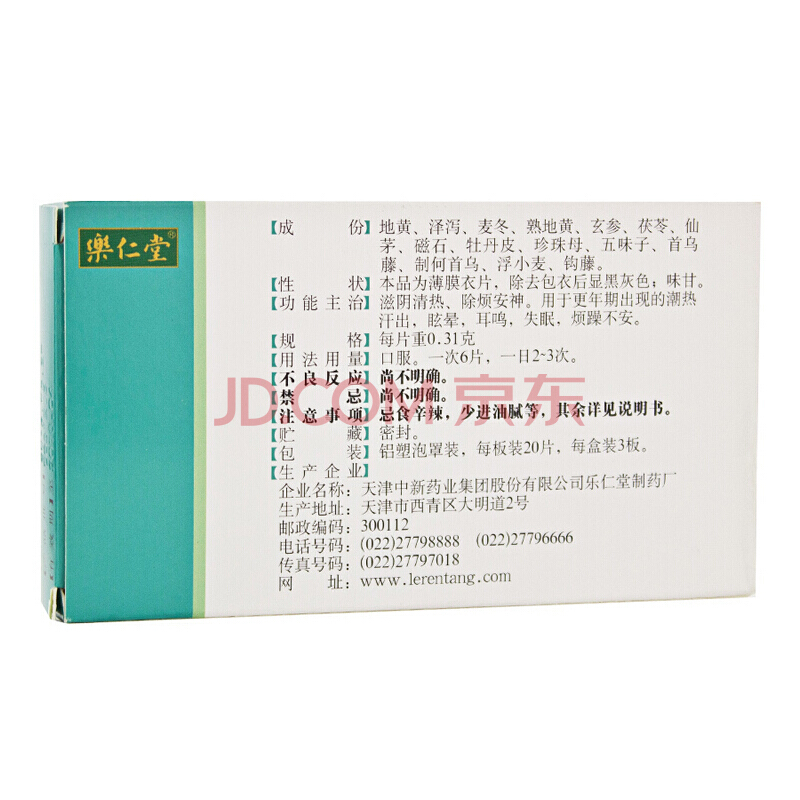 樂仁堂®
【成 份】地黄、泽泻、麦冬、熟地黄、玄参、茯苓、仙
茅、磁石、牡丹皮、珍珠母、五味子、首乌
藤、制何首乌、浮小麦、钩藤。
【性 状】本品为薄膜衣片，除去包衣后显黑灰色；味甘。
【功能主治】滋阴清热、除烦安神。用于更年期出现的潮热
汗出，眩晕，耳鸣，失眠，烦躁不安。
【规 格】每片重0.31克
【用法用量】口服。一次6片，一日2~3次。
【不良反应】尚不明确。
【禁 忌】尚不明确。
【注意事项】忌食辛辣，少进油腻等，其余详见说明书。
【贮 藏】密封。
【包 装】铝塑泡罩装，每板装20片，每盒装3板。
【生产企业】
企业名称：天津中新药业集团股份有限公司乐仁堂制药厂
生产地址：天津市西青区大明道2号
邮政编码：300112
电话号码：(022)27798888 (022)27796666
传真号码：(022)27797018
网 址：www.lerentang.com
JD.COM 京东